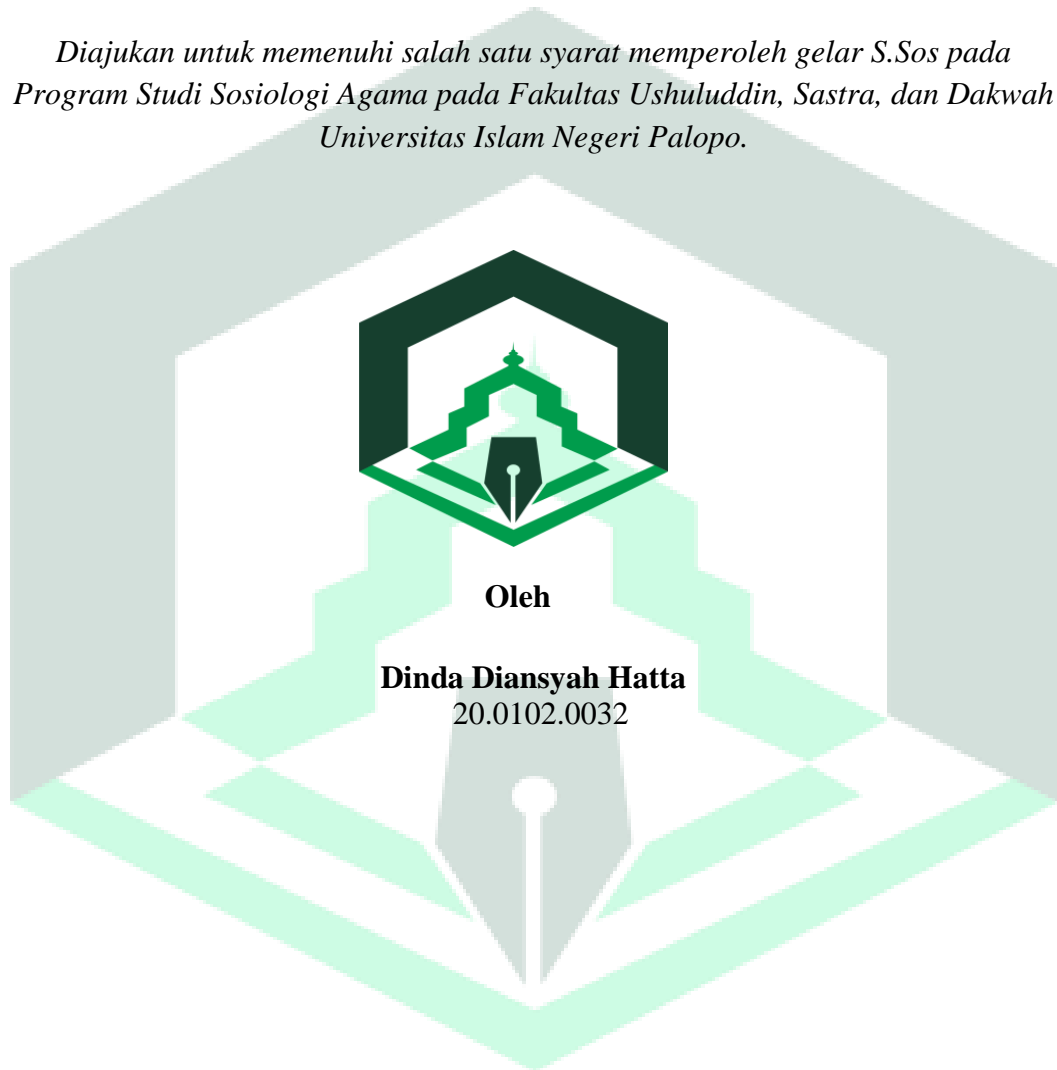 Diajukan untuk memenuhi salah satu syarat memperoleh gelar S.Sos pada
Program Studi Sosiologi Agama pada Fakultas Ushuluddin, Sastra, dan Dakwah
Universitas Islam Negeri Palopo.
Oleh
Dinda Diansyah Hatta
20.0102.0032